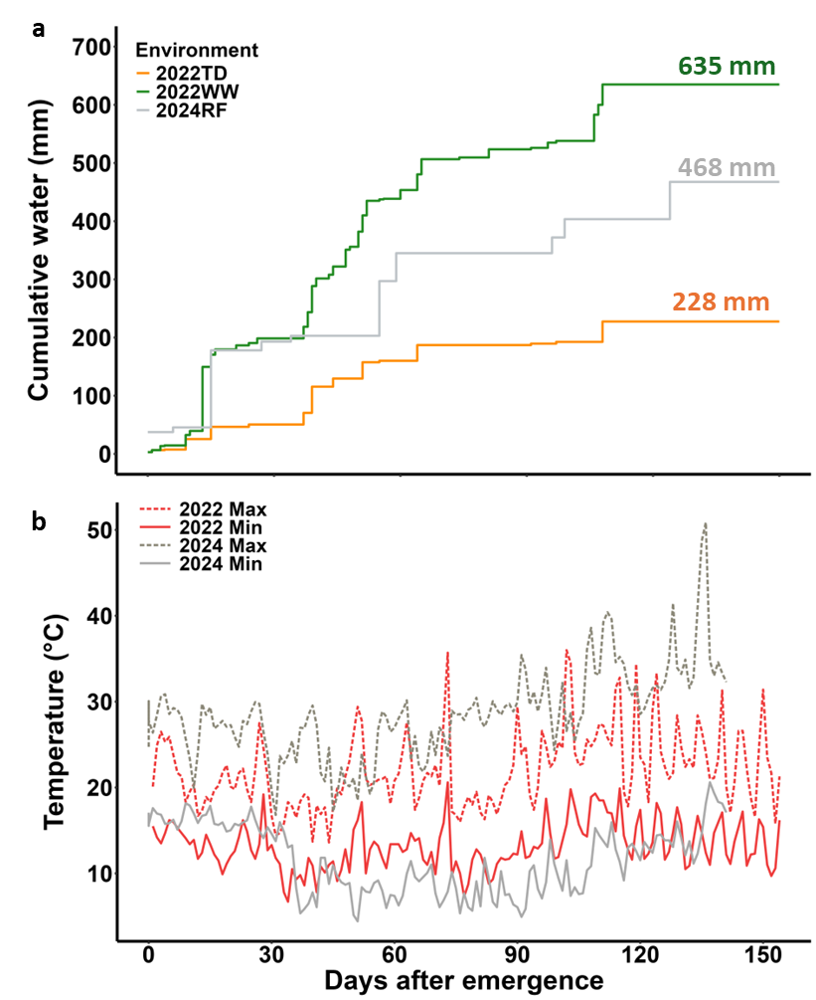 a
Cumulative water (mm)
700
600
500
400
300
200
100
0
Environment
2022TD
2022WW
2024RF
635 mm
468 mm
228 mm
b
Temperature (°C)
50
40
30
20
10
2022 Max
2022 Min
2024 Max
2024 Min
0 30 60 90 120 150
Days after emergence